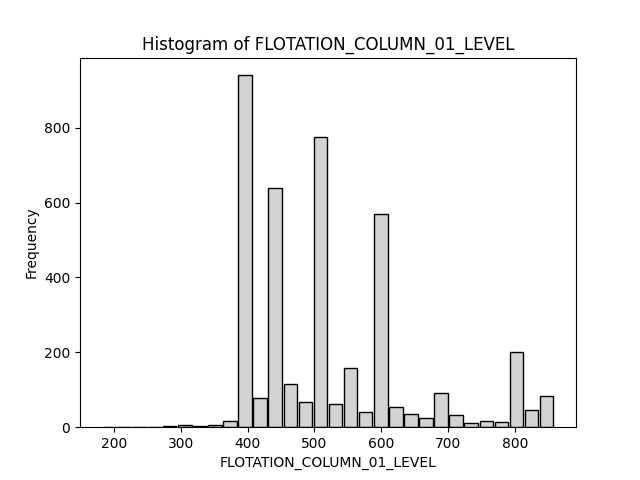 Histogram of FLOTATION_COLUMN_01_LEVEL
Frequency
800
600
400
200
0
200 300 400 500 600 700 800
FLOTATION_COLUMN_01_LEVEL